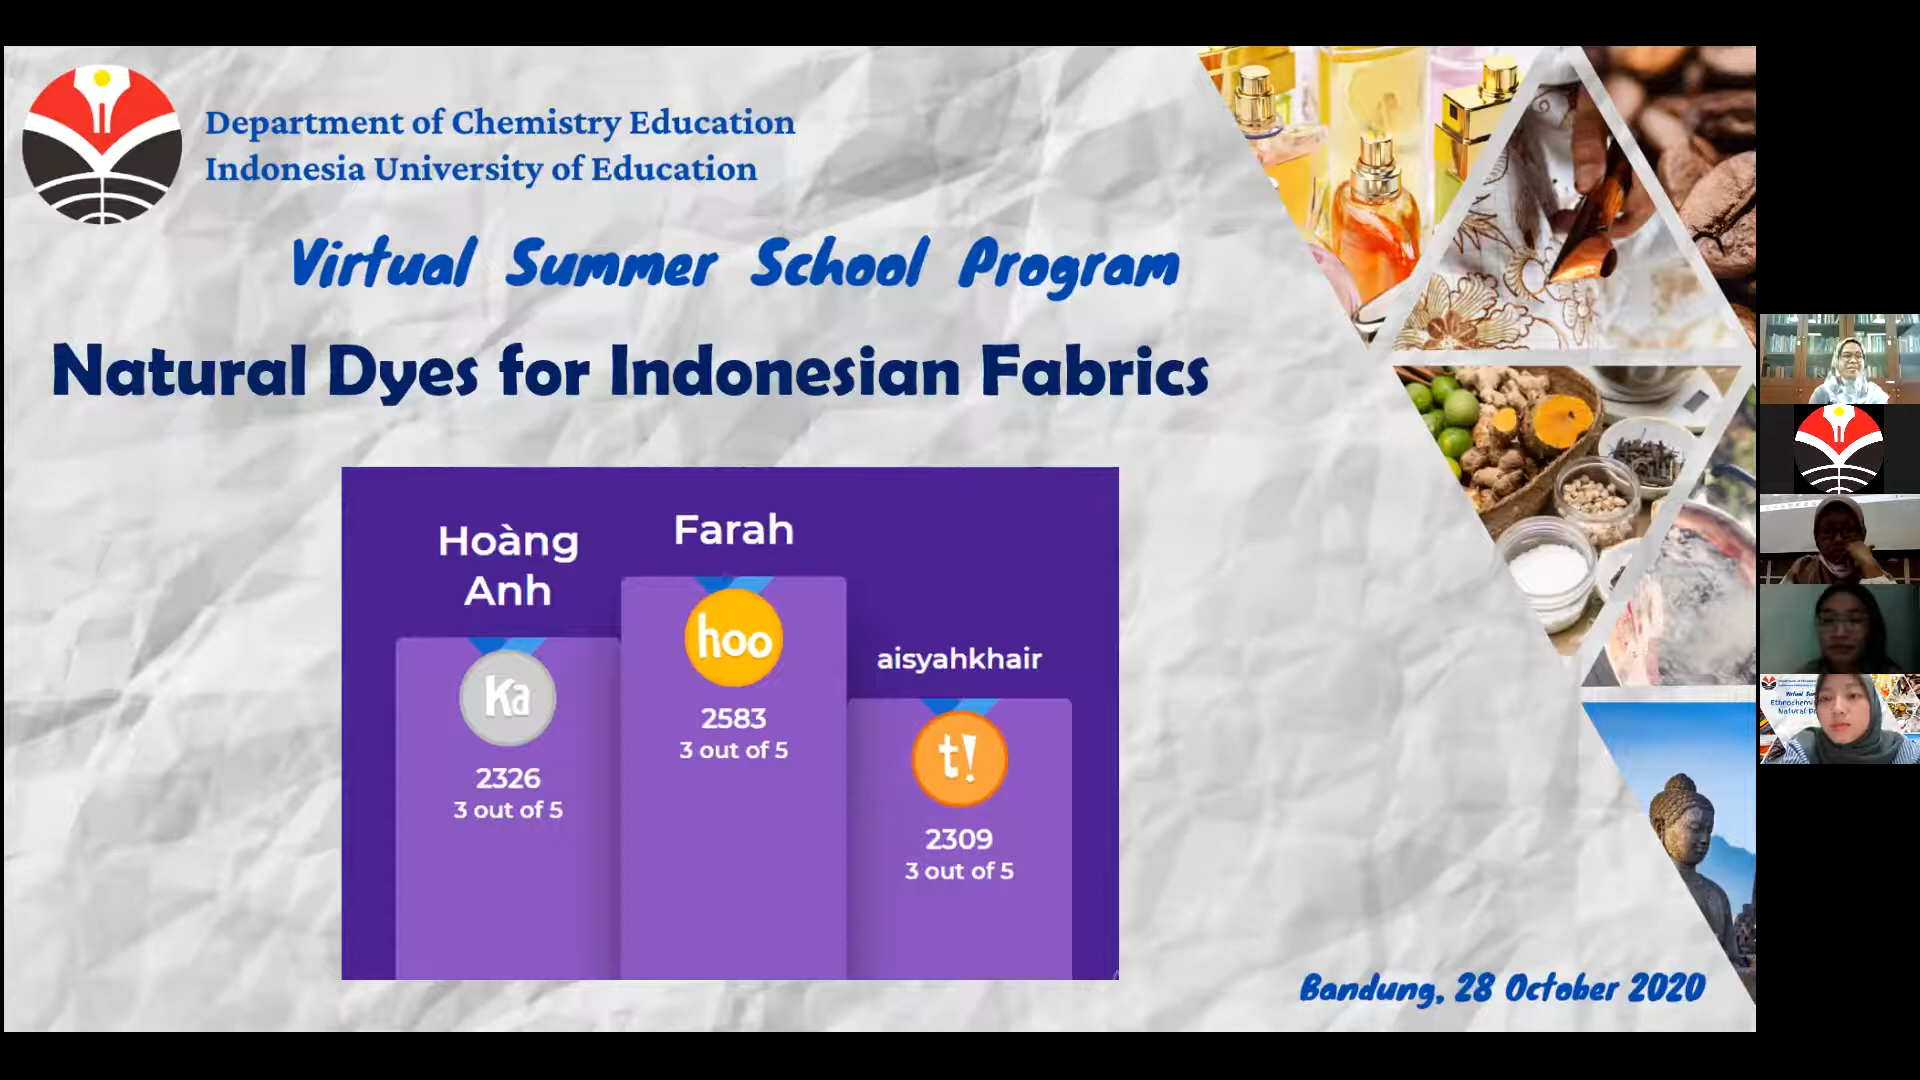 Department of Chemistry Education
Indonesia University of Education
Virtual Summer School Program
Natural Dyes for Indonesian Fabrics
Hoàng
Anh
Ka
2326
3 out of 5
Farah
hoo
2583
3 out of 5
aisyahkhair
t!
2309
3 out of 5
Bandung, 28 October 2020